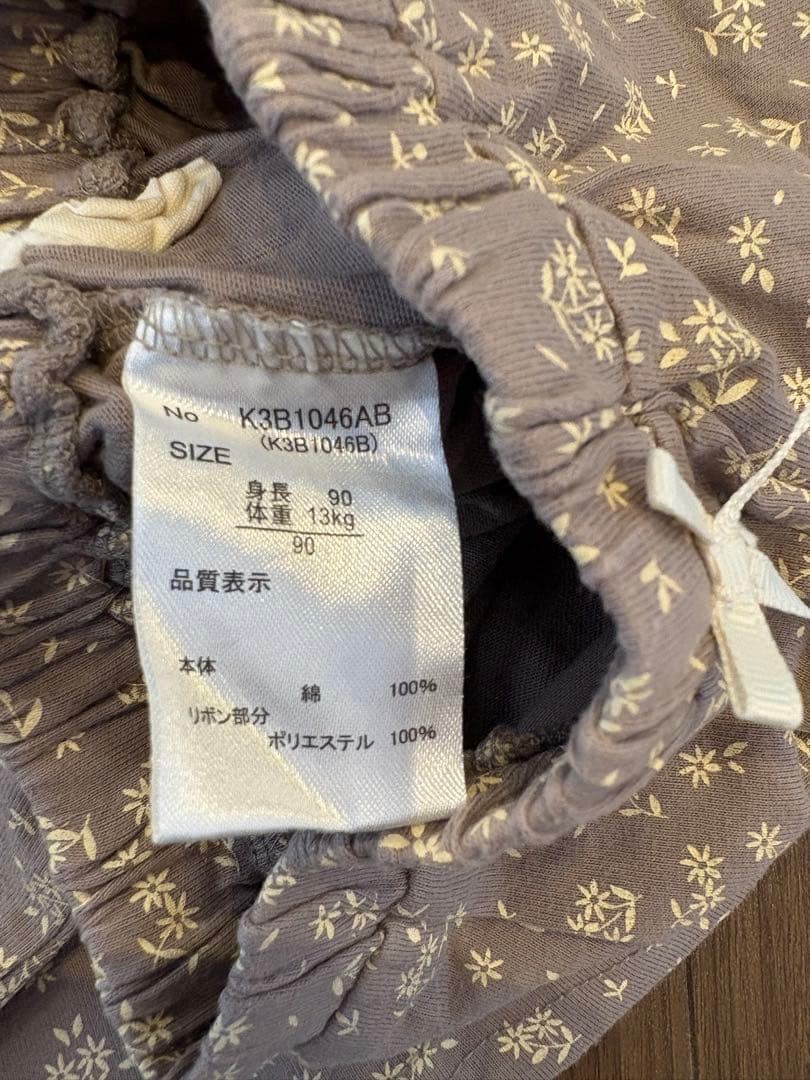 No K3B1046AB
SIZE (K3B1046B)
身長 90
体重 13kg
90
品質表示
本体
綿 100%
リボン部分
ポリエステル 100%